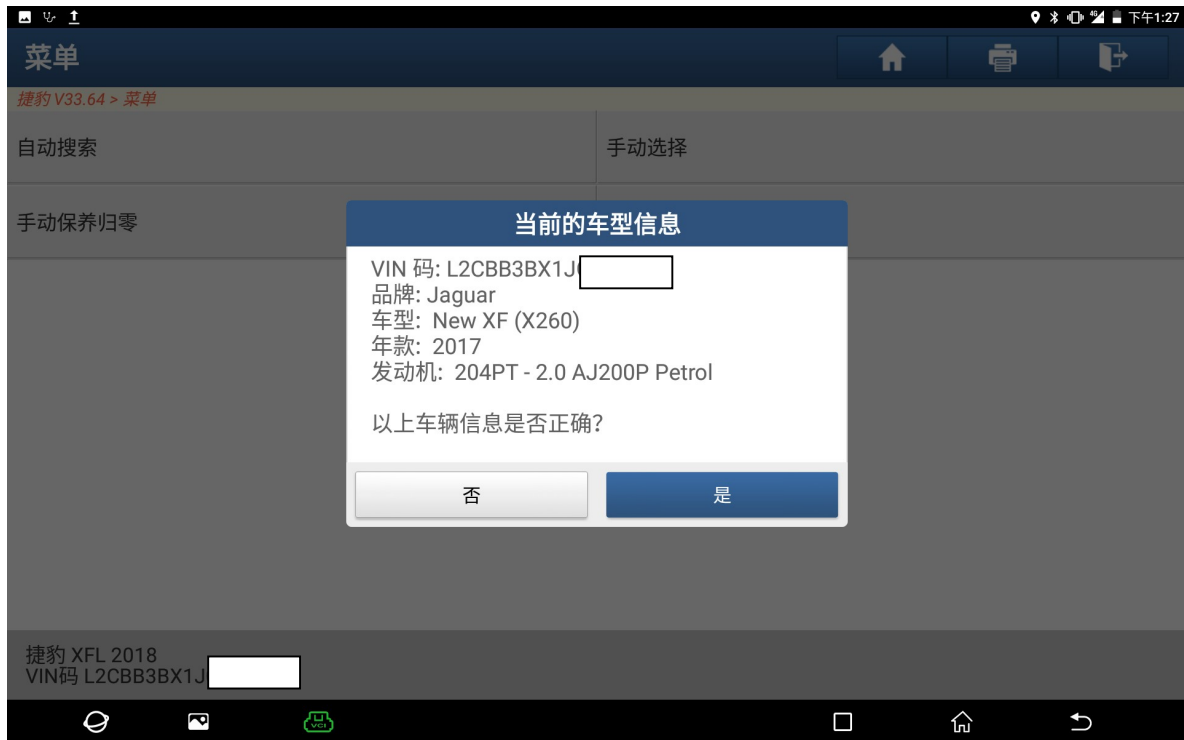 4G 下午1:27
菜单
捷豹 V33.64 > 菜单
自动搜索
手动选择
手动保养归零
当前的车型信息
VIN 码: L2CBB3BX1J
品牌: Jaguar
车型: New XF (X260)
年款: 2017
发动机: 204PT - 2.0 AJ200P Petrol
以上车辆信息是否正确?
否
是
捷豹 XFL 2018
VIN码 L2CBB3BX1J
VCI